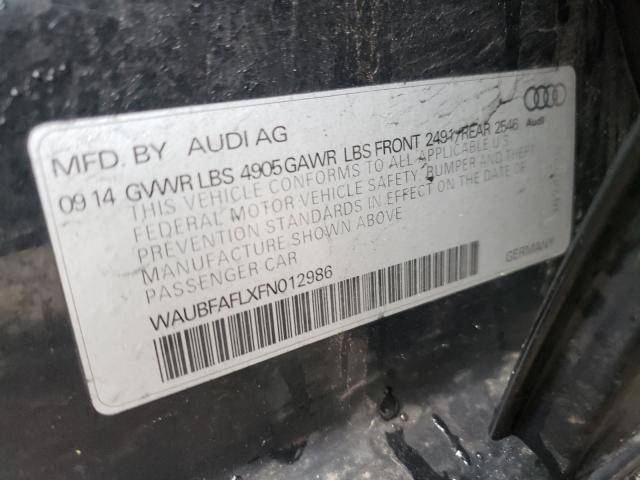 MFD. BY AUDI AG
Audi
09 14 GVWR LBS 4905 GAWR LBS FRONT 2491/REAR 2546
THIS VEHICLE CONFORMS TO ALL APPLICABLE U.S.
FEDERAL MOTOR VEHICLE SAFETY, BUMPER AND THEFT
PREVENTION STANDARDS IN EFFECT ON THE DATE OF
MANUFACTURE SHOWN ABOVE
PASSENGER CAR
GERMANY
WAUBFAFLXFN012986